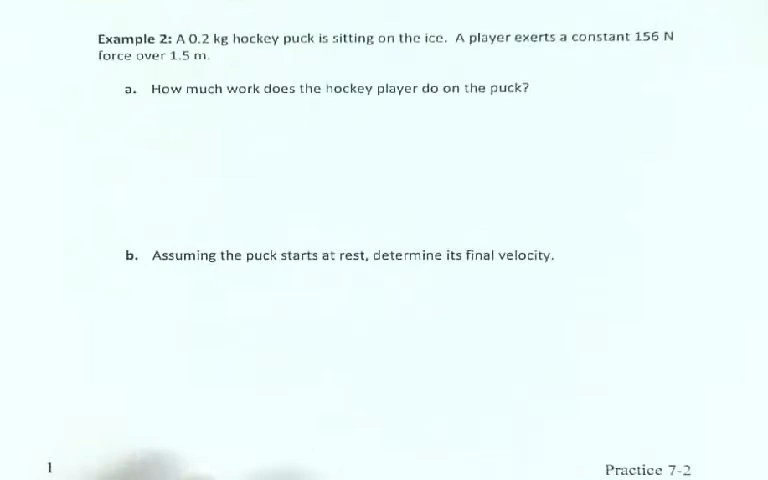 Example 2: A 0.2 kg hockey puck is sitting on the ice. A player exerts a constant 156 N
force over 1.5 m.
a. How much work does the hockey player do on the puck?
b. Assuming the puck starts at rest, determine its final velocity.
1
Practice 7-2